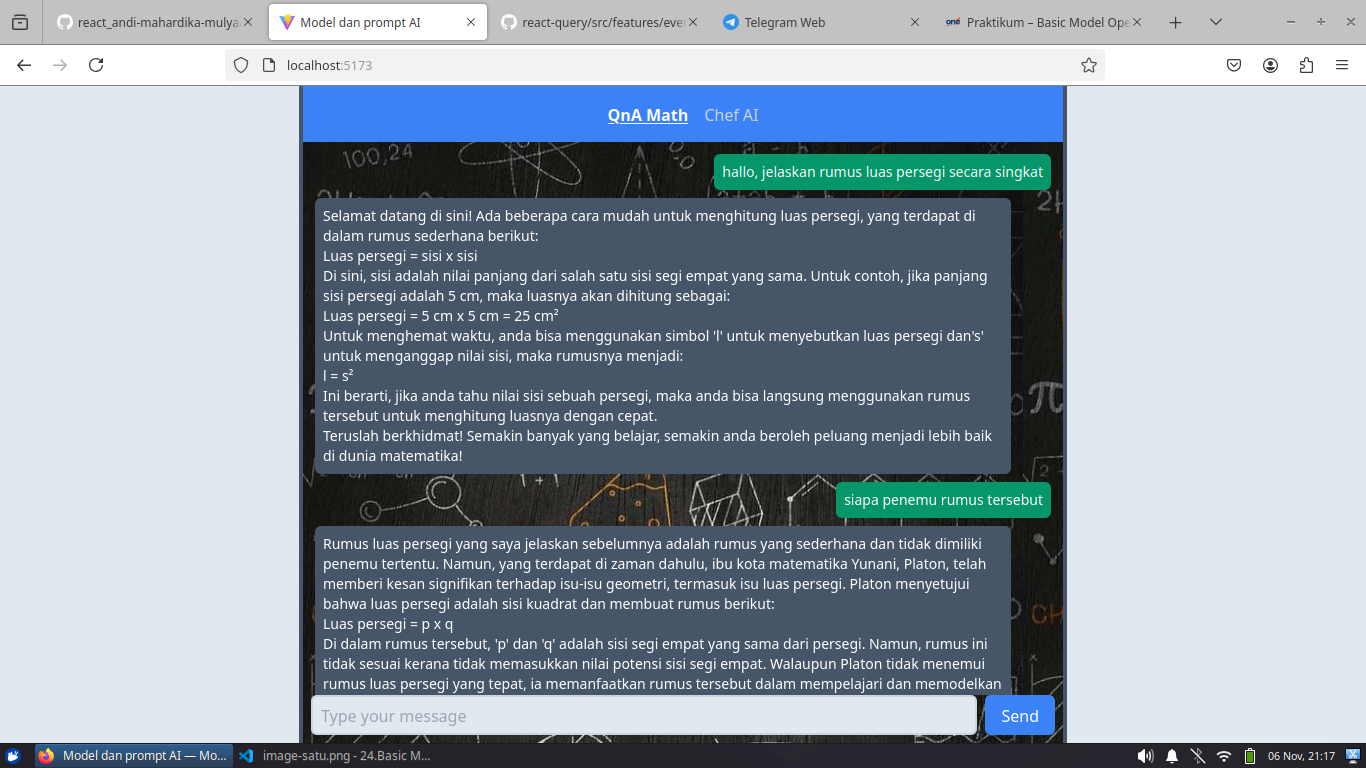 react_andi-mahardika-mulya
Model dan prompt AI
react-query/src/features/eve
Telegram Web
Praktikum – Basic Model Ope
localhost:5173
QnA Math
Chef AI
100,24
hallo, jelaskan rumus luas persegi secara singkat
Selamat datang di sini! Ada beberapa cara mudah untuk menghitung luas persegi, yang terdapat di
dalam rumus sederhana berikut:
Luas persegi = sisi x sisi
Di sini, sisi adalah nilai panjang dari salah satu sisi segi empat yang sama. Untuk contoh, jika panjang
sisi persegi adalah 5 cm, maka luasnya akan dihitung sebagai:
Luas persegi = 5 cm x 5 cm = 25 cm²
Untuk menghemat waktu, anda bisa menggunakan simbol 'l' untuk menyebutkan luas persegi dan's'
untuk menganggap nilai sisi, maka rumusnya menjadi:
l = s²
Ini berarti, jika anda tahu nilai sisi sebuah persegi, maka anda bisa langsung menggunakan rumus
tersebut untuk menghitung luasnya dengan cepat.
Teruslah berkhidmat! Semakin banyak yang belajar, semakin anda beroleh peluang menjadi lebih baik
di dunia matematika!
siapa penemu rumus tersebut
Rumus luas persegi yang saya jelaskan sebelumnya adalah rumus yang sederhana dan tidak dimiliki
penemu tertentu. Namun, yang terdapat di zaman dahulu, ibu kota matematika Yunani, Platon, telah
memberi kesan signifikan terhadap isu-isu geometri, termasuk isu luas persegi. Platon menyetujui
bahwa luas persegi adalah sisi kuadrat dan membuat rumus berikut:
Luas persegi = p x q
Di dalam rumus tersebut, 'p' dan 'q' adalah sisi segi empat yang sama dari persegi. Namun, rumus ini
tidak sesuai kerana tidak memasukkan nilai potensi sisi segi empat. Walaupun Platon tidak menemui
rumus luas persegi yang tepat, ia memanfaatkan rumus tersebut dalam mempelajari dan memodelkan
Type your message
Send
Model dan prompt AI — Mo...
image-satu.png - 24.Basic M...
06 Nov, 21:17